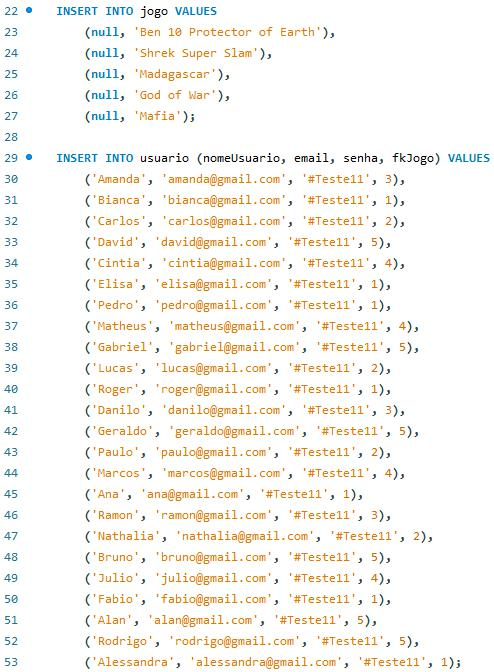 22 INSERT INTO jogo VALUES
23 (null, 'Ben 10 Protector of Earth'),
24 (null, 'Shrek Super Slam'),
25 (null, 'Madagascar'),
26 (null, 'God of War'),
27 (null, 'Mafia');
28
29 INSERT INTO usuario (nomeUsuario, email, senha, fkJogo) VALUES
30 ('Amanda', 'amanda@gmail.com', '#Teste11', 3),
31 ('Bianca', 'bianca@gmail.com', '#Teste11', 1),
32 ('Carlos', 'carlos@gmail.com', '#Teste11', 2),
33 ('David', 'david@gmail.com', '#Teste11', 5),
34 ('Cintia', 'cintia@gmail.com', '#Teste11', 4),
35 ('Elisa', 'elisa@gmail.com', '#Teste11', 1),
36 ('Pedro', 'pedro@gmail.com', '#Teste11', 1),
37 ('Matheus', 'matheus@gmail.com', '#Teste11', 4),
38 ('Gabriel', 'gabriel@gmail.com', '#Teste11', 5),
39 ('Lucas', 'lucas@gmail.com', '#Teste11', 2),
40 ('Roger', 'roger@gmail.com', '#Teste11', 1),
41 ('Danilo', 'danilo@gmail.com', '#Teste11', 3),
42 ('Geraldo', 'geraldo@gmail.com', '#Teste11', 5),
43 ('Paulo', 'paulo@gmail.com', '#Teste11', 2),
44 ('Marcos', 'marcos@gmail.com', '#Teste11', 4),
45 ('Ana', 'ana@gmail.com', '#Teste11', 1),
46 ('Ramon', 'ramon@gmail.com', '#Teste11', 3),
47 ('Nathalia', 'nathalia@gmail.com', '#Teste11', 2),
48 ('Bruno', 'bruno@gmail.com', '#Teste11', 5),
49 ('Julio', 'julio@gmail.com', '#Teste11', 4),
50 ('Fabio', 'fabio@gmail.com', '#Teste11', 1),
51 ('Alan', 'alan@gmail.com', '#Teste11', 5),
52 ('Rodrigo', 'rodrigo@gmail.com', '#Teste11', 5),
53 ('Alessandra', 'alessandra@gmail.com', '#Teste11', 1);